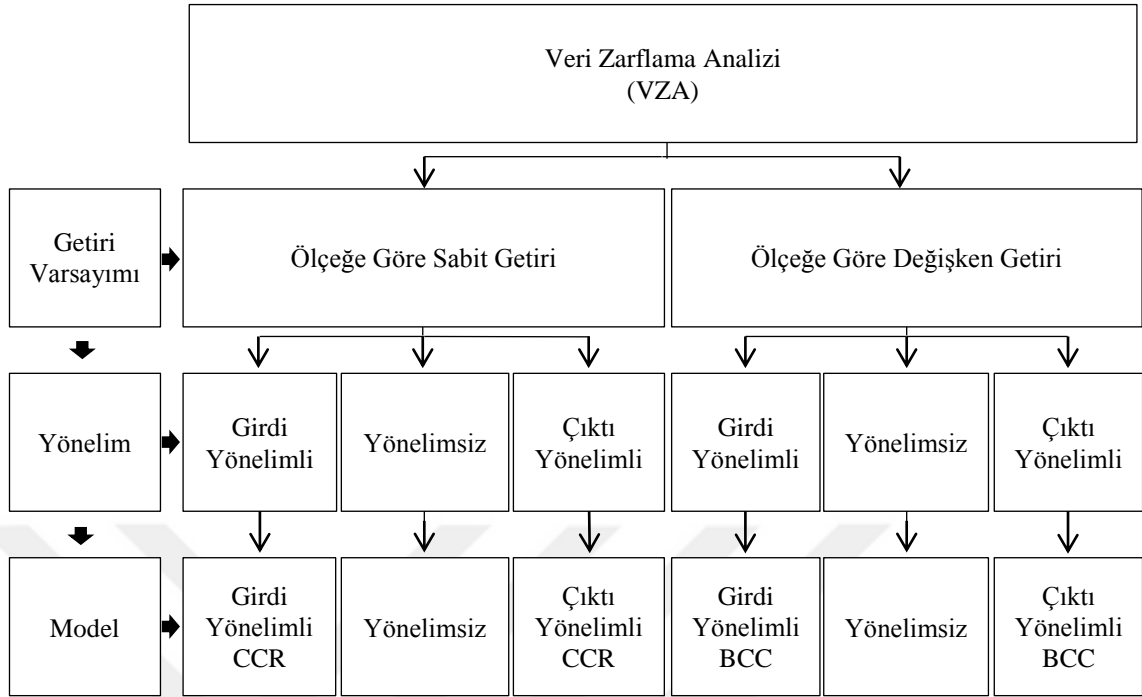 Veri Zarflama Analizi
(VZA)
Getiri
Varsayımı
Ölçeğe Göre Sabit Getiri
Ölçeğe Göre Değişken Getiri
Yönelim
Girdi
Yönelimli
Yönelimsiz
Çıktı
Yönelimli
Girdi
Yönelimli
Yönelimsiz
Çıktı
Yönelimli
Model
Girdi
Yönelimli
CCR
Yönelimsiz
Çıktı
Yönelimli
CCR
Girdi
Yönelimli
BCC
Yönelimsiz
Çıktı
Yönelimli
BCC